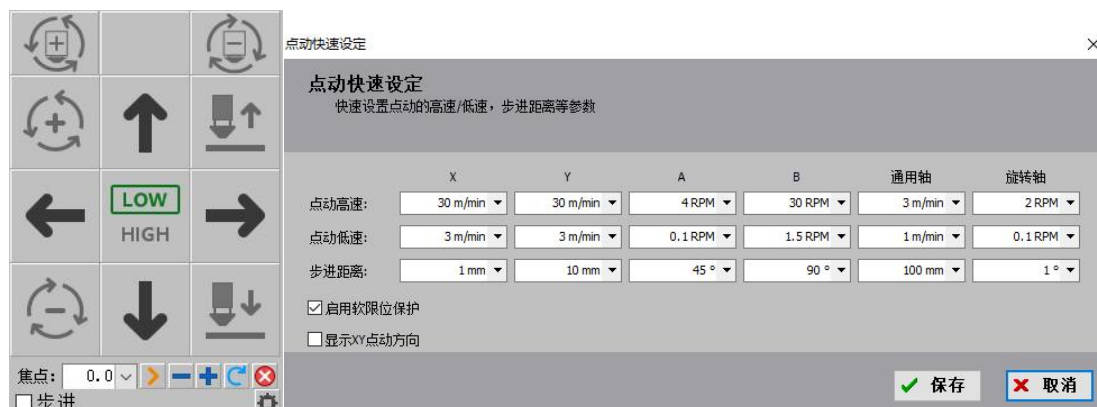 LOW
HIGH
焦点: 0.0
步进
点动快速设定
点动快速设定
快速设置点动的高速/低速，步进距离等参数
X Y A B 通用轴 旋转轴
点动高速: 30 m/min 30 m/min 4 RPM 30 RPM 3 m/min 2 RPM
点动低速: 3 m/min 3 m/min 0.1 RPM 1.5 RPM 1 m/min 0.1 RPM
步进距离: 1 mm 10 mm 45 ° 90 ° 100 mm 1 °
启用软限位保护
显示XY点动方向
保存 取消